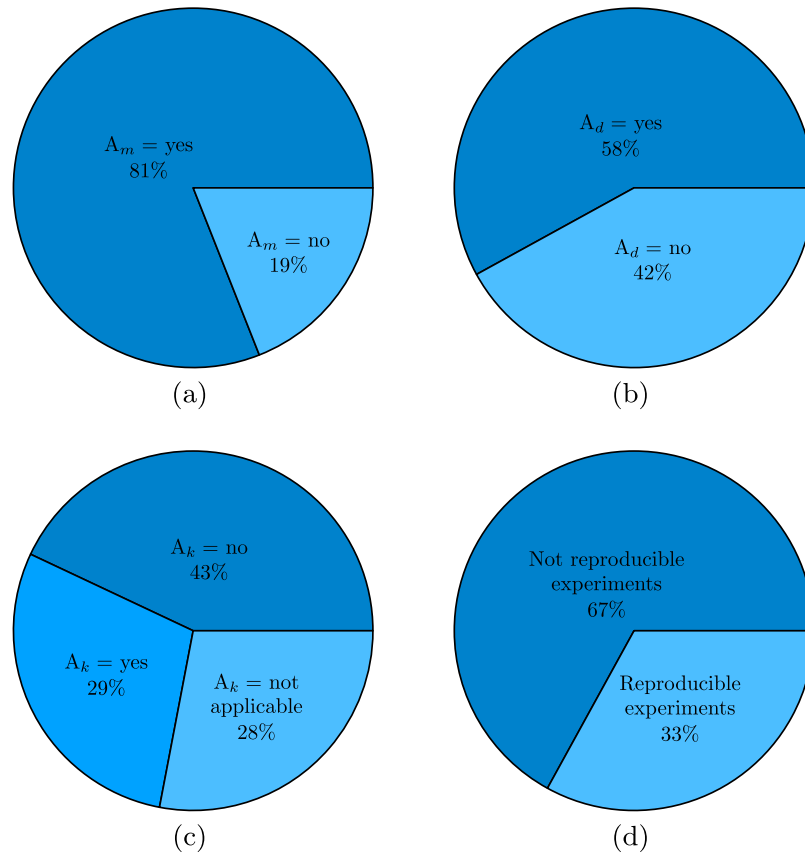 A_m = yes
81%
A_m = no
19%
(a)
A_d = yes
58%
A_d = no
42%
(b)
A_k = no
43%
A_k = yes
29%
A_k = not
applicable
28%
(c)
Not reproducible
experiments
67%
Reproducible
experiments
33%
(d)